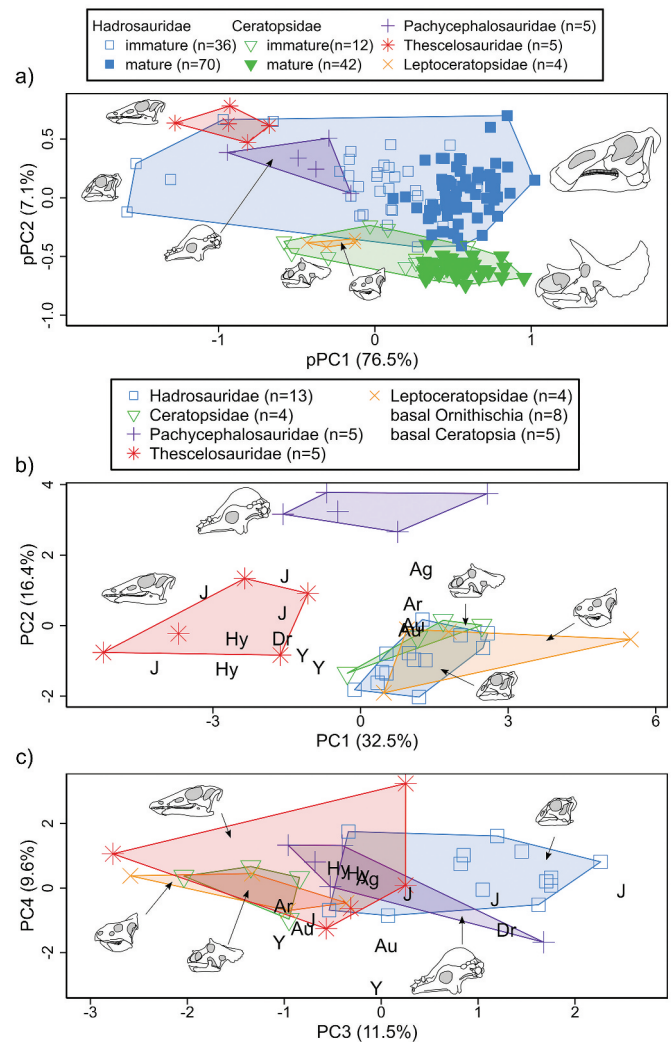 Hadrosauridae Ceratopsidae Pachycephalosauridae (n=5)
immature (n=36) immature(n=12) Thescelosauridae (n=5)
mature (n=70) mature (n=42) Leptoceratopsidae (n=4)
a)
0.5
0.0
-0.5
-1.0
pPC2 (7.1%)
-1 0 1
pPC1 (76.5%)
Hadrosauridae (n=13) Leptoceratopsidae (n=4)
Ceratopsidae (n=4) basal Ornithischia (n=8)
Pachycephalosauridae (n=5) basal Ceratopsia (n=5)
Thescelosauridae (n=5)
b)
4
2
0
-2
PC2 (16.4%)
Ag
J J
Ar
J
Au
Au
Hy Dr
Y
J Hy Y
-3 0 3 6
PC1 (32.5%)
c)
2
0
-2
PC4 (9.6%)
Hy Hy Ag
J J J
Ar
J
Au Dr
Y Au
Y
-3 -2 -1 0 1 2
PC3 (11.5%)